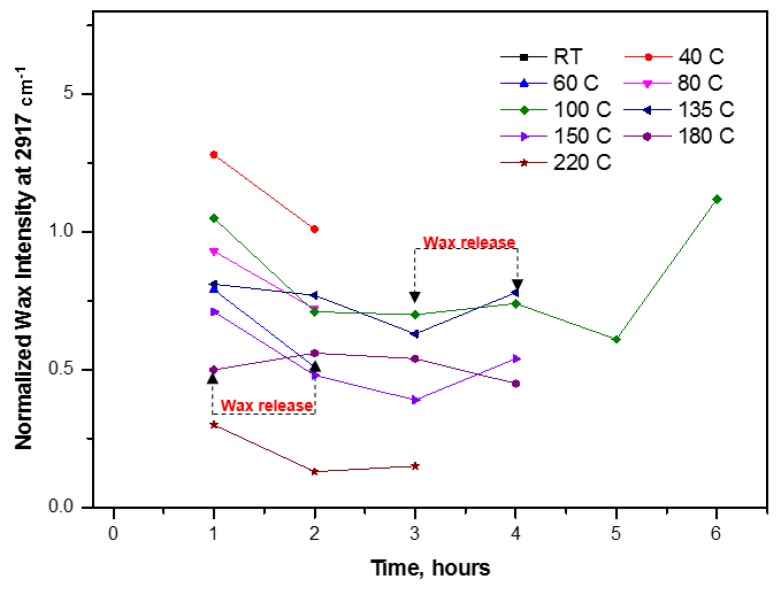 Normalized Wax Intensity at 2917 cm-1
5
1.0
0.5
0.0
RT 40 C
60 C 80 C
100 C 135 C
150 C 180 C
220 C
Wax release
Wax release
0 1 2 3 4 5 6
Time, hours